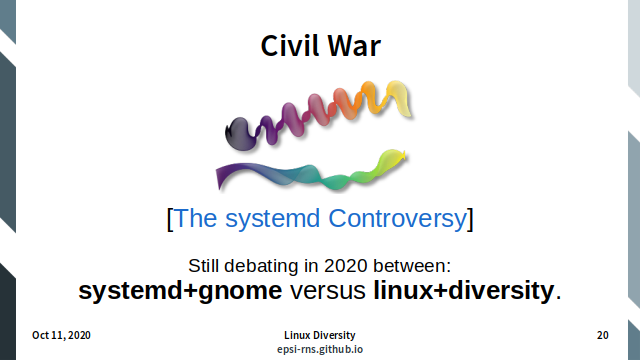 Civil War
[The systemd Controversy]
Still debating in 2020 between:
systemd+gnome versus linux+diversity.
Oct 11, 2020
Linux Diversity
20
epsi-rns.github.io